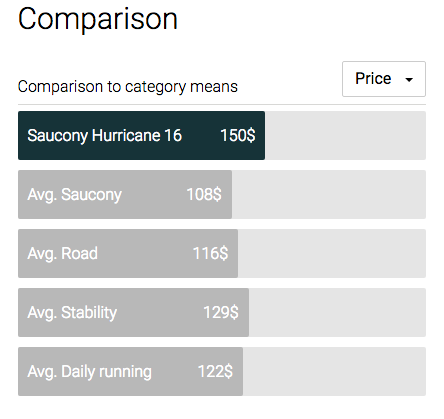 Comparison
Comparison to category means
Price
Saucony Hurricane 16 150$
Avg. Saucony 108$
Avg. Road 116$
Avg. Stability 129$
Avg. Daily running 122$